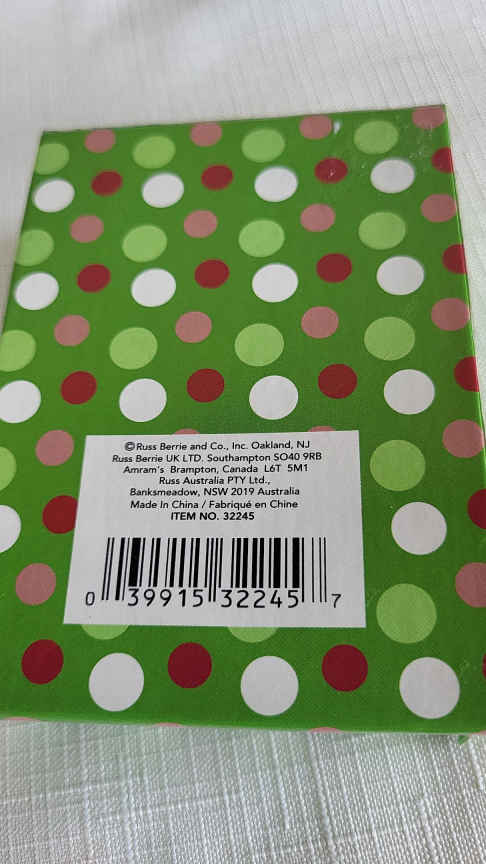 ©Russ Berrie and Co., Inc. Oakland, NJ
Russ Berrie UK LTD. Southampton SO40 9RB
Amram's Brampton, Canada L6T 5M1
Russ Australia PTY Ltd.,
Banksmeadow, NSW 2019 Australia
Made In China / Fabriqué en Chine
ITEM NO. 32245
0 39915 32245 7